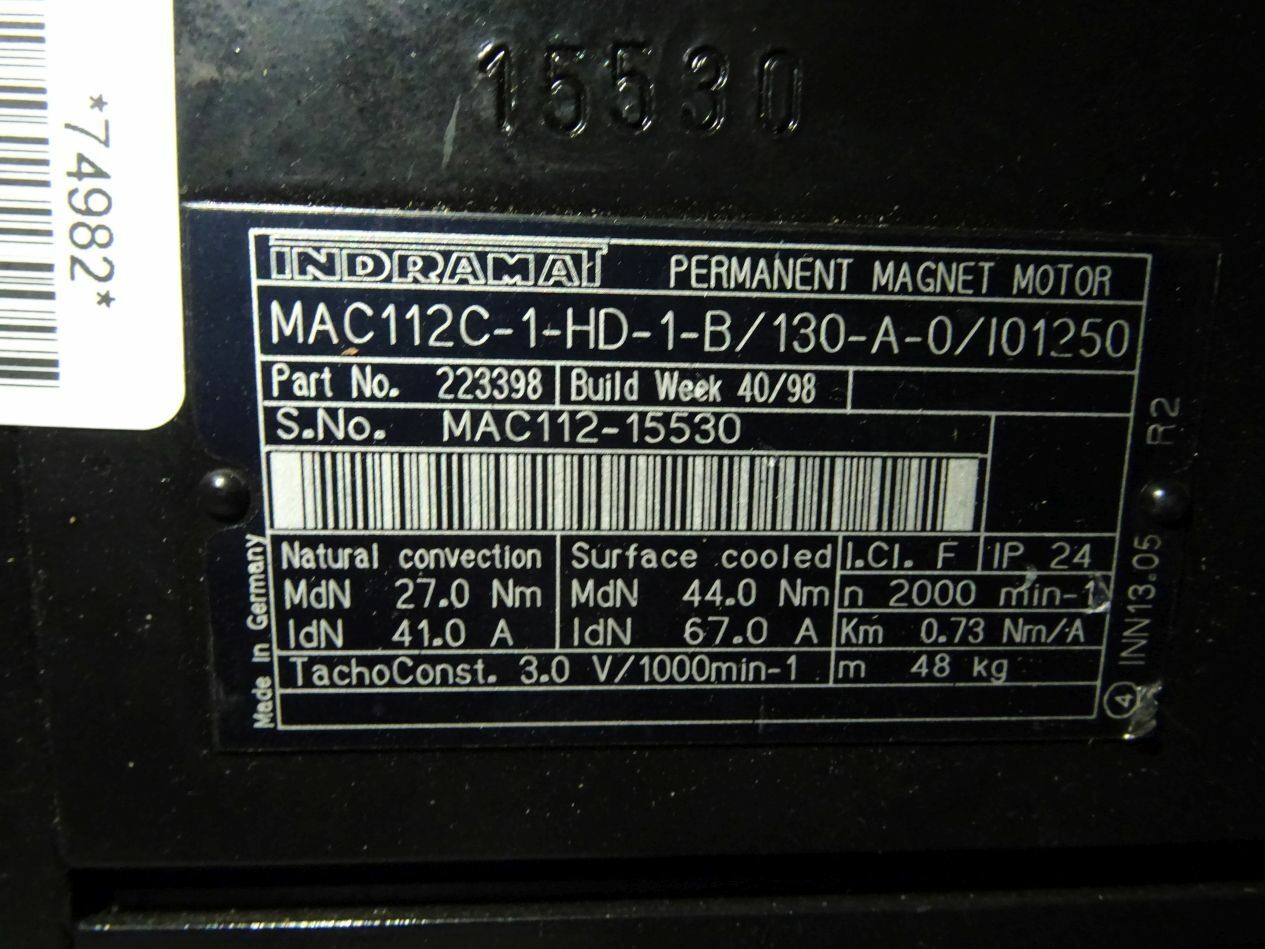 15530
*74982*
INDRAMAT PERMANENT MAGNET MOTOR
MAC112C-1-HD-1-B/130-A-0/I01250
Part No. 223398 Build Week 40/98
S.No. MAC112-15530
Natural convection Surface cooled I.Cl. F IP 24
MdN 27.0 Nm MdN 44.0 Nm n 2000 min-1
IdN 41.0 A IdN 67.0 A Km 0.73 Nm/A
TachoConst. 3.0 V/1000min-1 m 48 kg
Made in Germany
4 INN13.05 R2